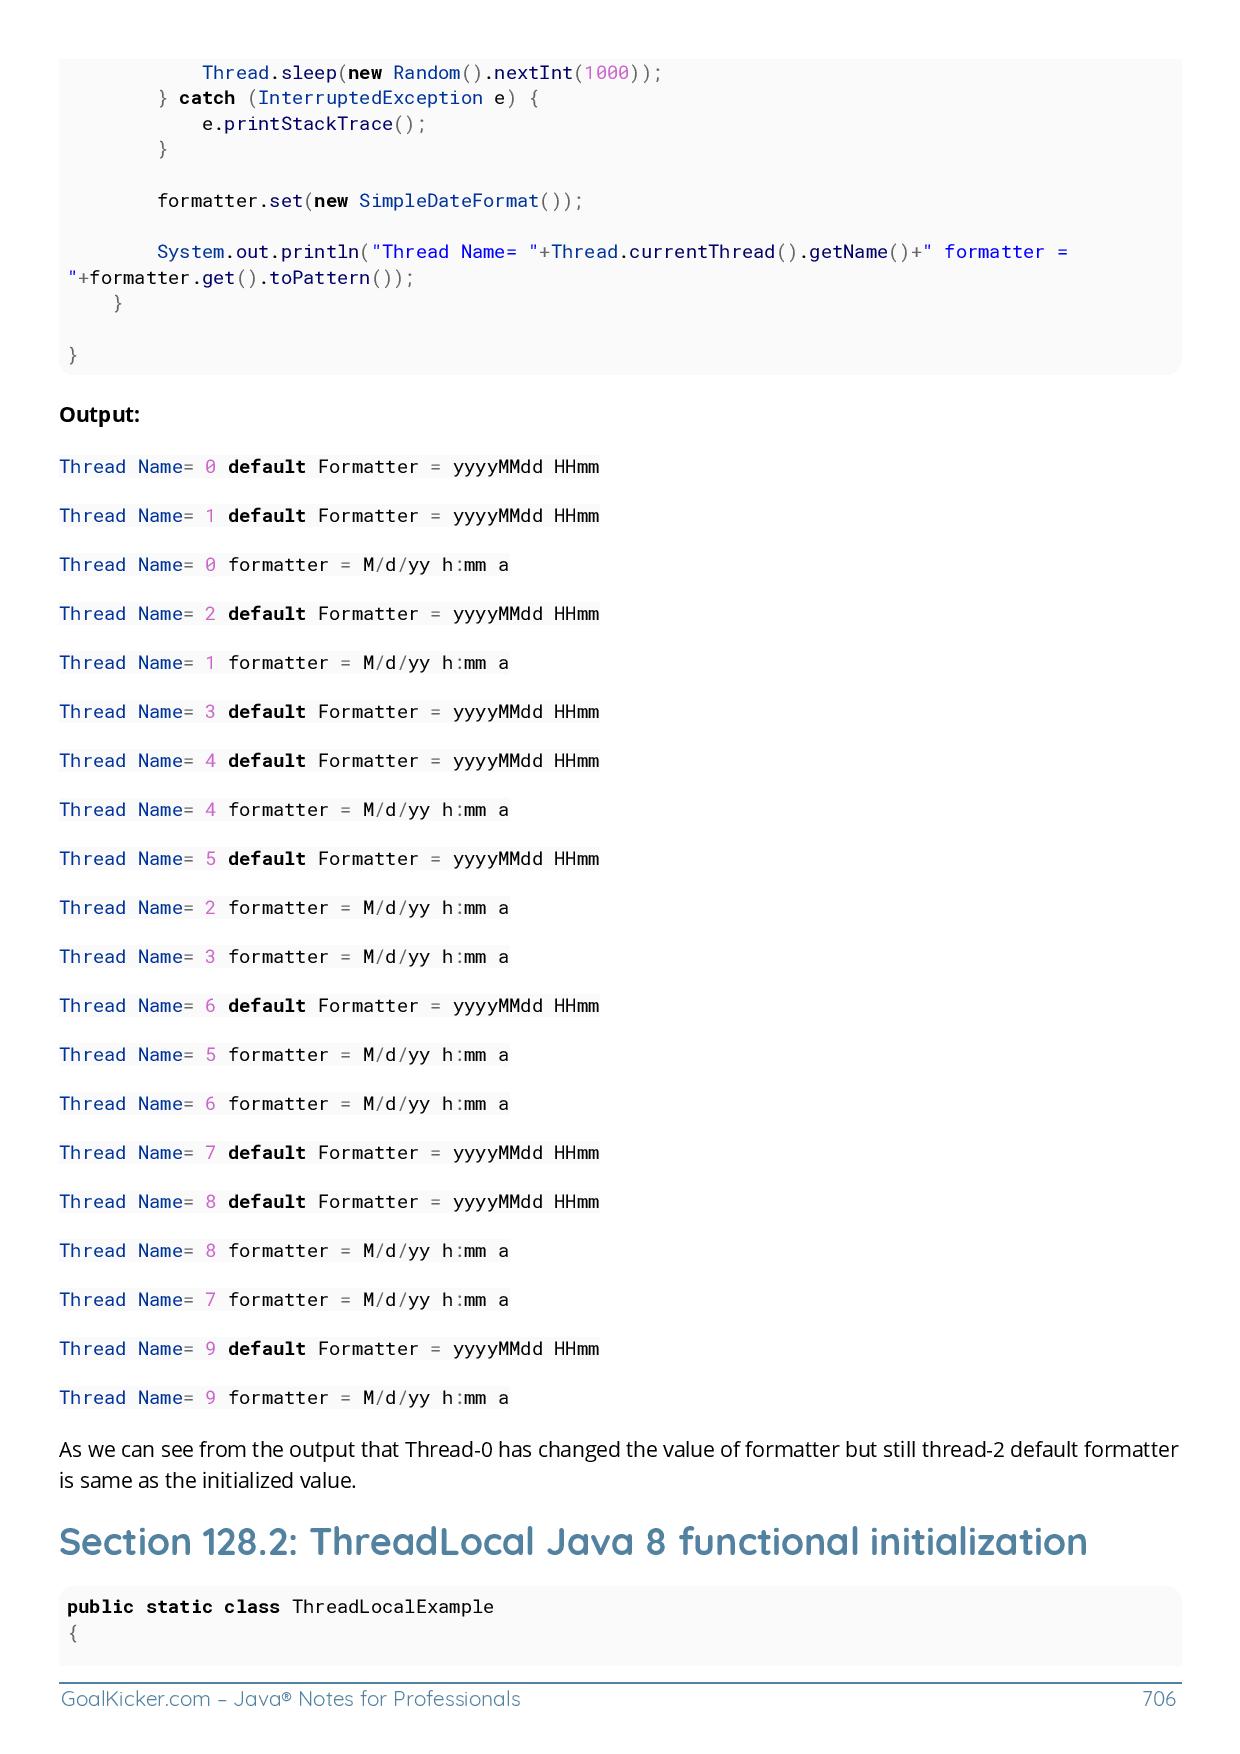 Thread.sleep(new Random().nextInt(1000));
        } catch (InterruptedException e) {
            e.printStackTrace();
        }
        formatter.set(new SimpleDateFormat());
        System.out.println("Thread Name= "+Thread.currentThread().getName()+" formatter =
"+formatter.get().toPattern());
    }
}
Output:
Thread Name= 0 default Formatter = yyyyMMdd HHmm
Thread Name= 1 default Formatter = yyyyMMdd HHmm
Thread Name= 0 formatter = M/d/yy h:mm a
Thread Name= 2 default Formatter = yyyyMMdd HHmm
Thread Name= 1 formatter = M/d/yy h:mm a
Thread Name= 3 default Formatter = yyyyMMdd HHmm
Thread Name= 4 default Formatter = yyyyMMdd HHmm
Thread Name= 4 formatter = M/d/yy h:mm a
Thread Name= 5 default Formatter = yyyyMMdd HHmm
Thread Name= 2 formatter = M/d/yy h:mm a
Thread Name= 3 formatter = M/d/yy h:mm a
Thread Name= 6 default Formatter = yyyyMMdd HHmm
Thread Name= 5 formatter = M/d/yy h:mm a
Thread Name= 6 formatter = M/d/yy h:mm a
Thread Name= 7 default Formatter = yyyyMMdd HHmm
Thread Name= 8 default Formatter = yyyyMMdd HHmm
Thread Name= 8 formatter = M/d/yy h:mm a
Thread Name= 7 formatter = M/d/yy h:mm a
Thread Name= 9 default Formatter = yyyyMMdd HHmm
Thread Name= 9 formatter = M/d/yy h:mm a
As we can see from the output that Thread-0 has changed the value of formatter but still thread-2 default formatter
is same as the initialized value.
Section 128.2: ThreadLocal Java 8 functional initialization
public static class ThreadLocalExample
{
GoalKicker.com – Java® Notes for Professionals 706